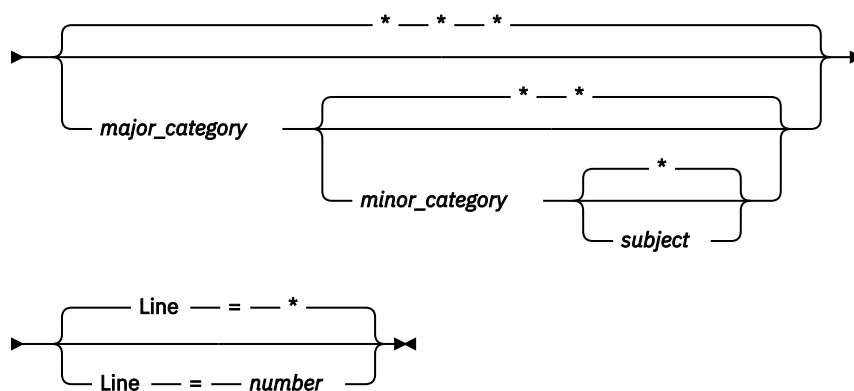 * * *
major_category
* *
minor_category
*
subject
Line = *
Line = number